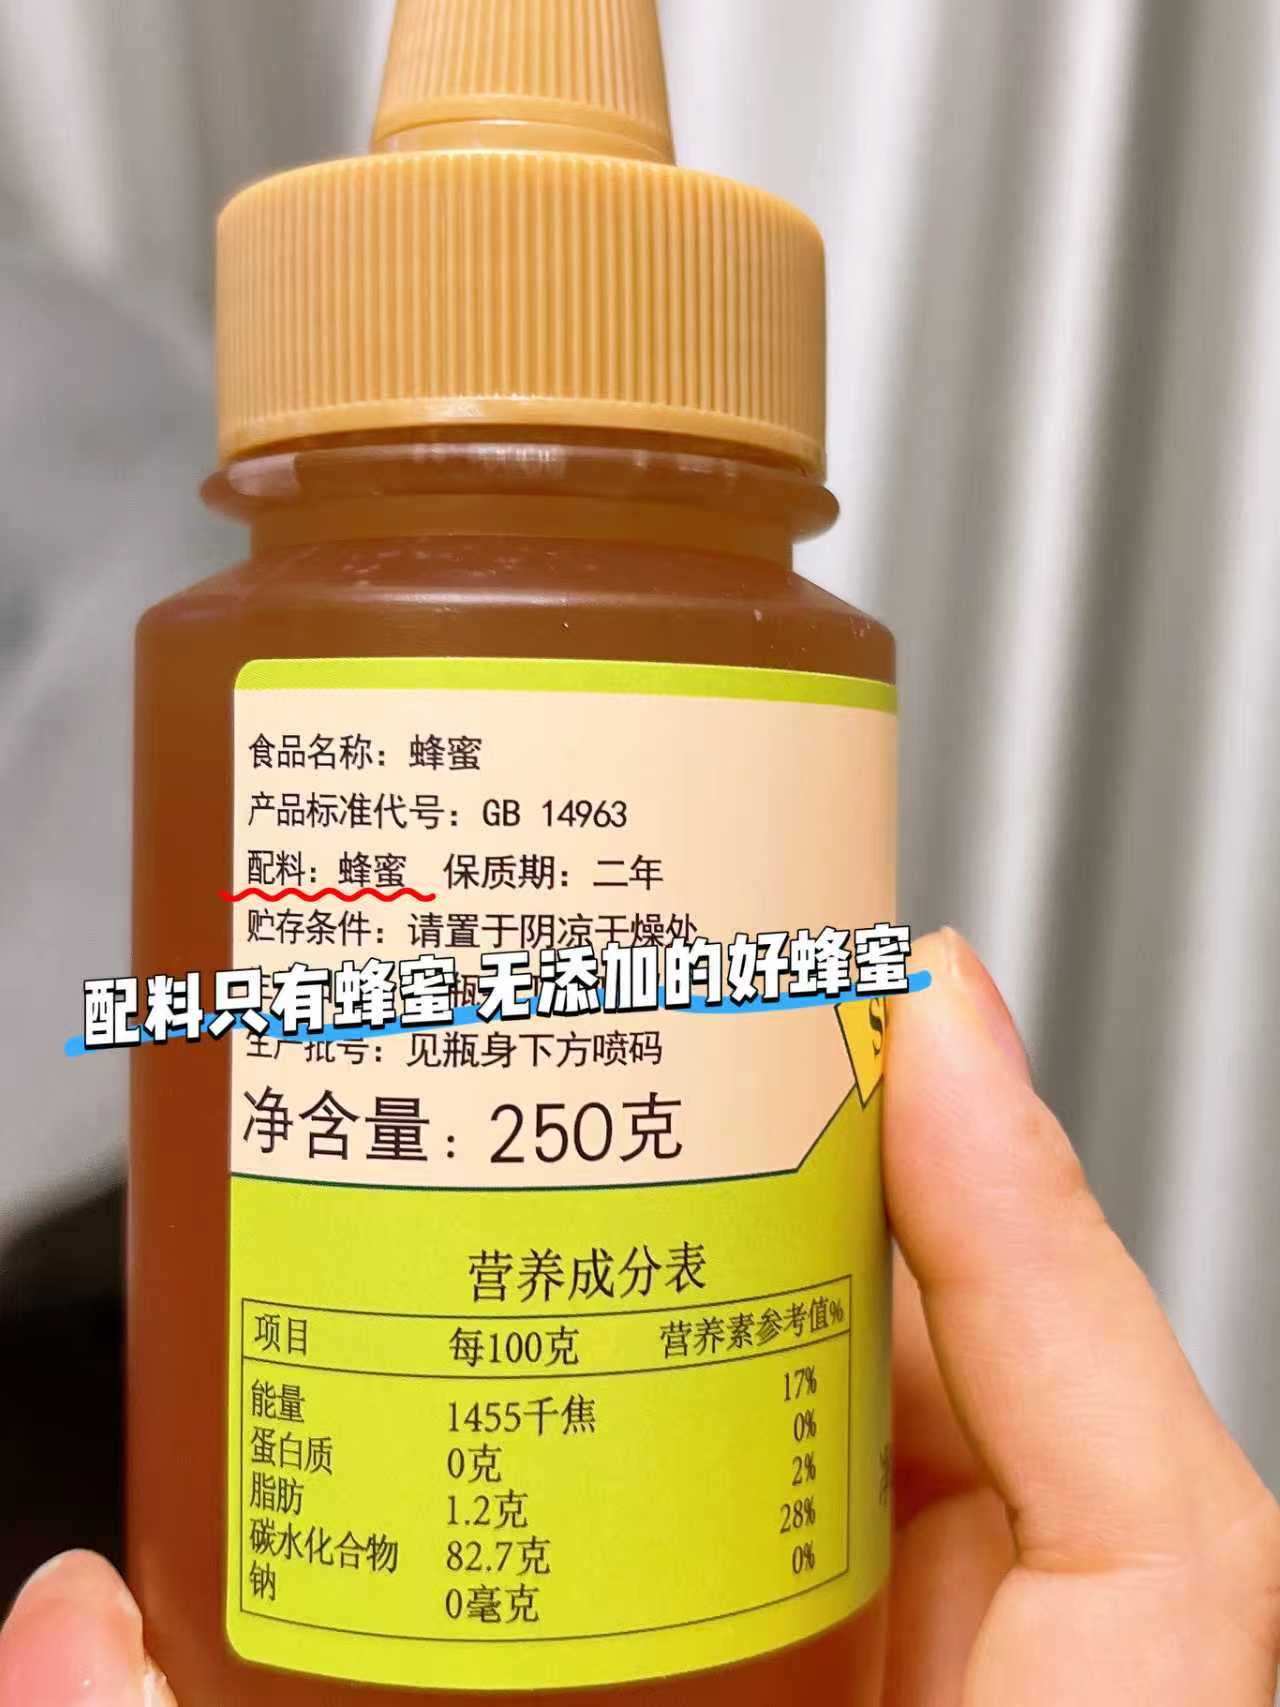 食品名称：蜂蜜
产品标准代号：GB 14963
配料：蜂蜜 保质期：二年
贮存条件：请置于阴凉干燥处
配料只有蜂蜜 无添加的好蜂蜜
生产批号：见瓶身下方喷码
净含量：250克
营养成分表
项目 每100克 营养素参考值%
能量 1455千焦 17%
蛋白质 0克 0%
脂肪 1.2克 2%
碳水化合物 82.7克 28%
钠 0毫克 0%